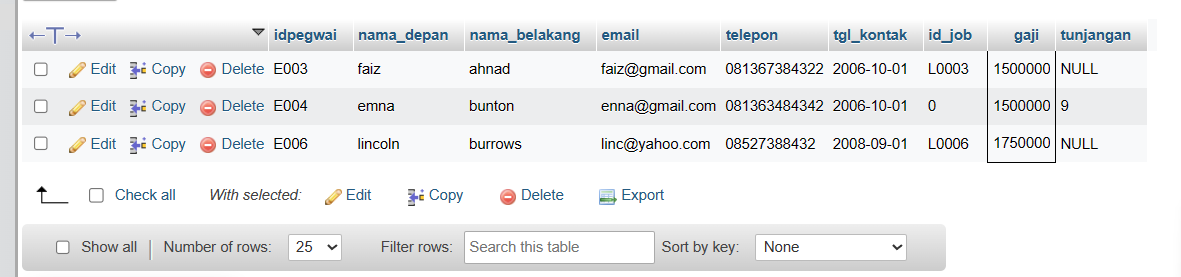 ←T→ idpegwai nama_depan nama_belakang email telepon tgl_kontak id_job gaji tunjangan
Edit Copy Delete E003 faiz ahnad faiz@gmail.com 081367384322 2006-10-01 L0003 1500000 NULL
Edit Copy Delete E004 emna bunton enna@gmail.com 081363484342 2006-10-01 0 1500000 9
Edit Copy Delete E006 lincoln burrows linc@yahoo.com 08527388432 2008-09-01 L0006 1750000 NULL
Check all With selected: Edit Copy Delete Export
Show all Number of rows: 25 Filter rows: Search this table Sort by key: None